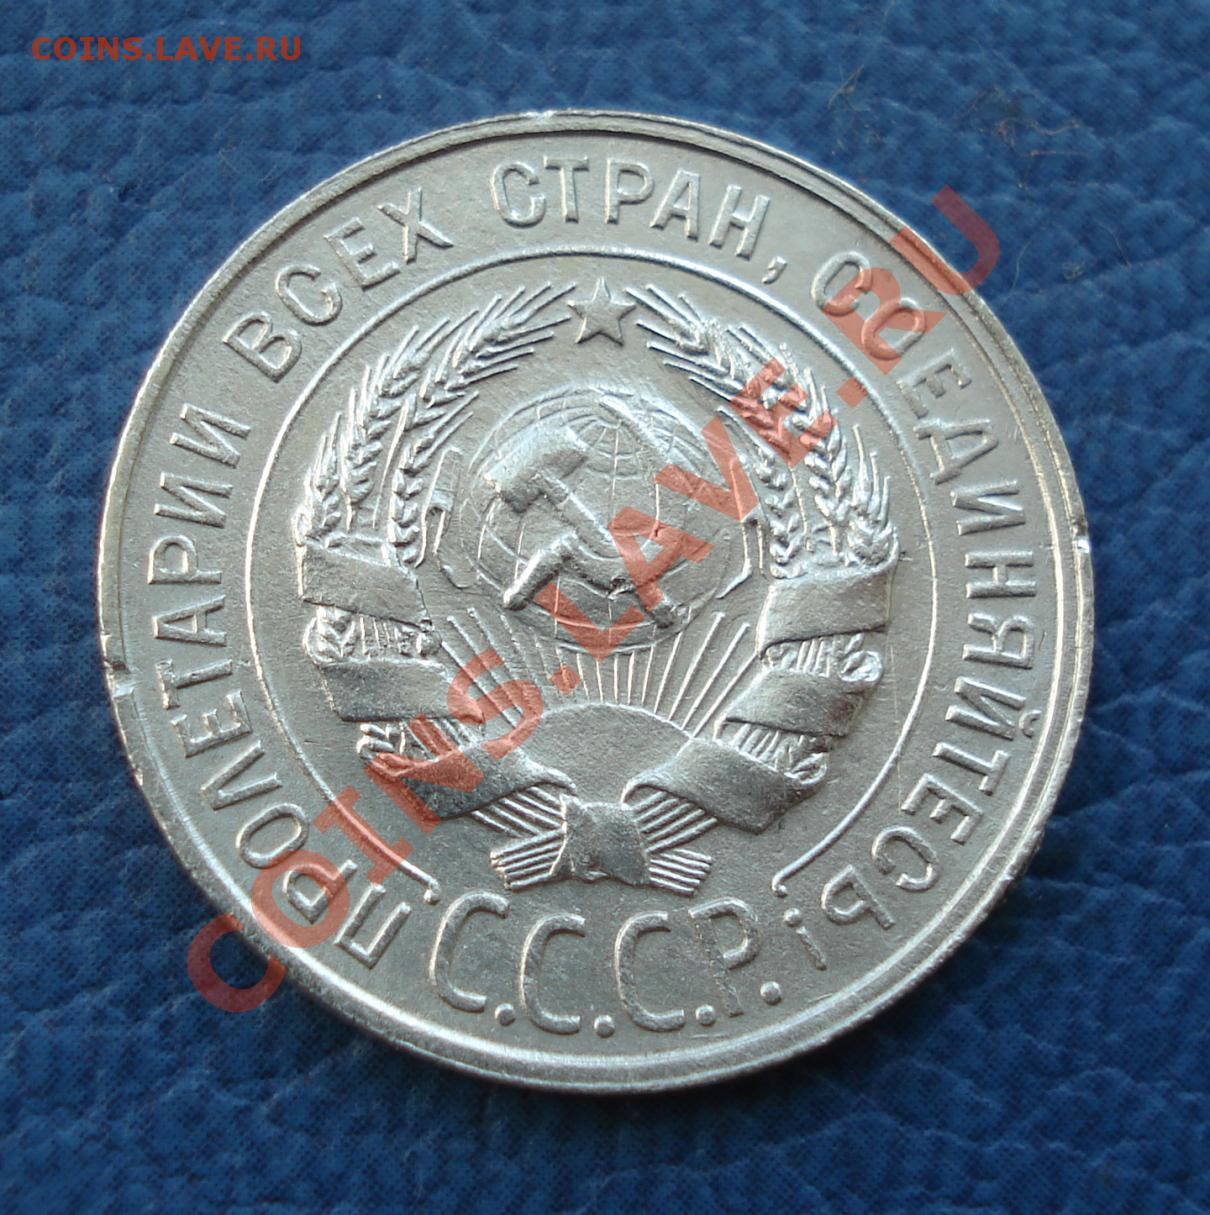 COINS.LAVE.RU
ПРОЛЕТАРИИ ВСЕХ СТРАН, СОЕДИНЯЙТЕСЬ!
С.С.С.Р.
COINS.LAVE.RU